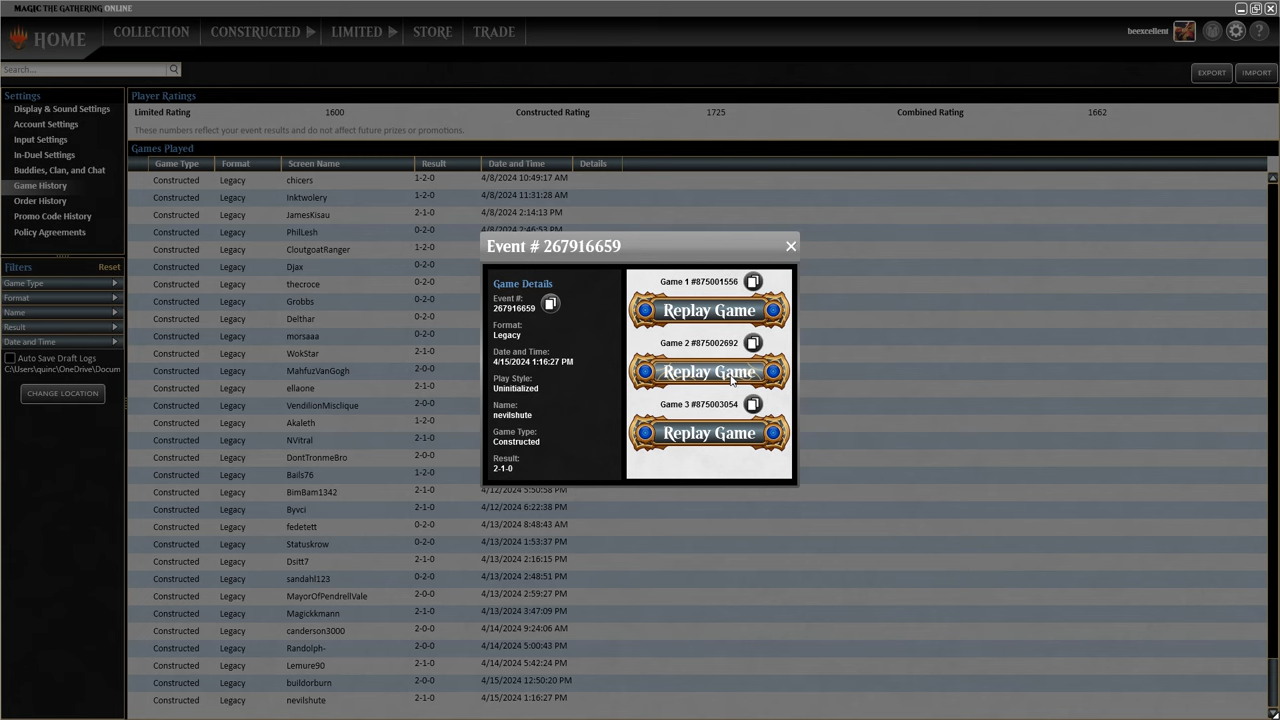 MAGIC THE GATHERING ONLINE
HOME COLLECTION CONSTRUCTED LIMITED STORE TRADE beexcellent ?
Search... EXPORT IMPORT
Settings
Display & Sound Settings
Account Settings
Input Settings
In-Duel Settings
Buddies, Clan, and Chat
Game History
Order History
Promo Code History
Policy Agreements
Filters Reset
Game Type
Format
Name
Result
Date and Time
Auto Save Draft Logs
C:\Users\quinc\OneDrive\Docum
CHANGE LOCATION
Player Ratings
Limited Rating 1600 Constructed Rating 1725 Combined Rating 1662
These numbers reflect your event results and do not affect future prizes or promotions.
Games Played
Game Type Format Screen Name Result Date and Time Details
Constructed Legacy chicers 1-2-0 4/8/2024 10:49:17 AM
Constructed Legacy Inktwolery 1-2-0 4/8/2024 11:31:28 AM
Constructed Legacy JamesKisau 2-1-0 4/8/2024 2:14:13 PM
Constructed Legacy PhilLesh 0-2-0 4/8/2024 2:46:53 PM
Constructed Legacy CloutgoatRanger 1-2-0
Constructed Legacy Djax 0-2-0
Constructed Legacy thecroce 0-2-0
Constructed Legacy Grobbs 0-2-0
Constructed Legacy Delthar 0-2-0
Constructed Legacy morsaaa 0-2-0
Constructed Legacy WokStar 2-1-0
Constructed Legacy MahfuzVanGogh 0-2-0
Constructed Legacy ellaone 2-1-0
Constructed Legacy VendilionMisclique 2-0-0
Constructed Legacy Akaleth 1-2-0
Constructed Legacy NVitral 2-1-0
Constructed Legacy DontTronmeBro 2-0-0
Constructed Legacy Bails76 1-2-0
Constructed Legacy BimBam1342 2-1-0 4/12/2024 5:50:58 PM
Constructed Legacy Byvci 2-1-0 4/12/2024 6:22:38 PM
Constructed Legacy fedetett 0-2-0 4/13/2024 8:48:43 AM
Constructed Legacy Statuskrow 0-2-0 4/13/2024 1:53:37 PM
Constructed Legacy Dsitt7 2-1-0 4/13/2024 2:16:15 PM
Constructed Legacy sandahl123 0-2-0 4/13/2024 2:48:51 PM
Constructed Legacy MayorOfPendrellVale 2-0-0 4/13/2024 2:59:27 PM
Constructed Legacy Magickkmann 2-1-0 4/13/2024 3:47:09 PM
Constructed Legacy canderson3000 2-0-0 4/14/2024 9:24:06 AM
Constructed Legacy Randolph- 2-0-0 4/14/2024 5:00:43 PM
Constructed Legacy Lemure90 2-1-0 4/14/2024 5:42:24 PM
Constructed Legacy buildorburn 2-0-0 4/15/2024 12:50:20 PM
Constructed Legacy nevilshute 2-1-0 4/15/2024 1:16:27 PM
Event # 267916659
Game Details
Event #:
267916659
Format:
Legacy
Date and Time:
4/15/2024 1:16:27 PM
Play Style:
Uninitialized
Name:
nevilshute
Game Type:
Constructed
Result:
2-1-0
Game 1 #875001556
Replay Game
Game 2 #875002692
Replay Game
Game 3 #875003054
Replay Game